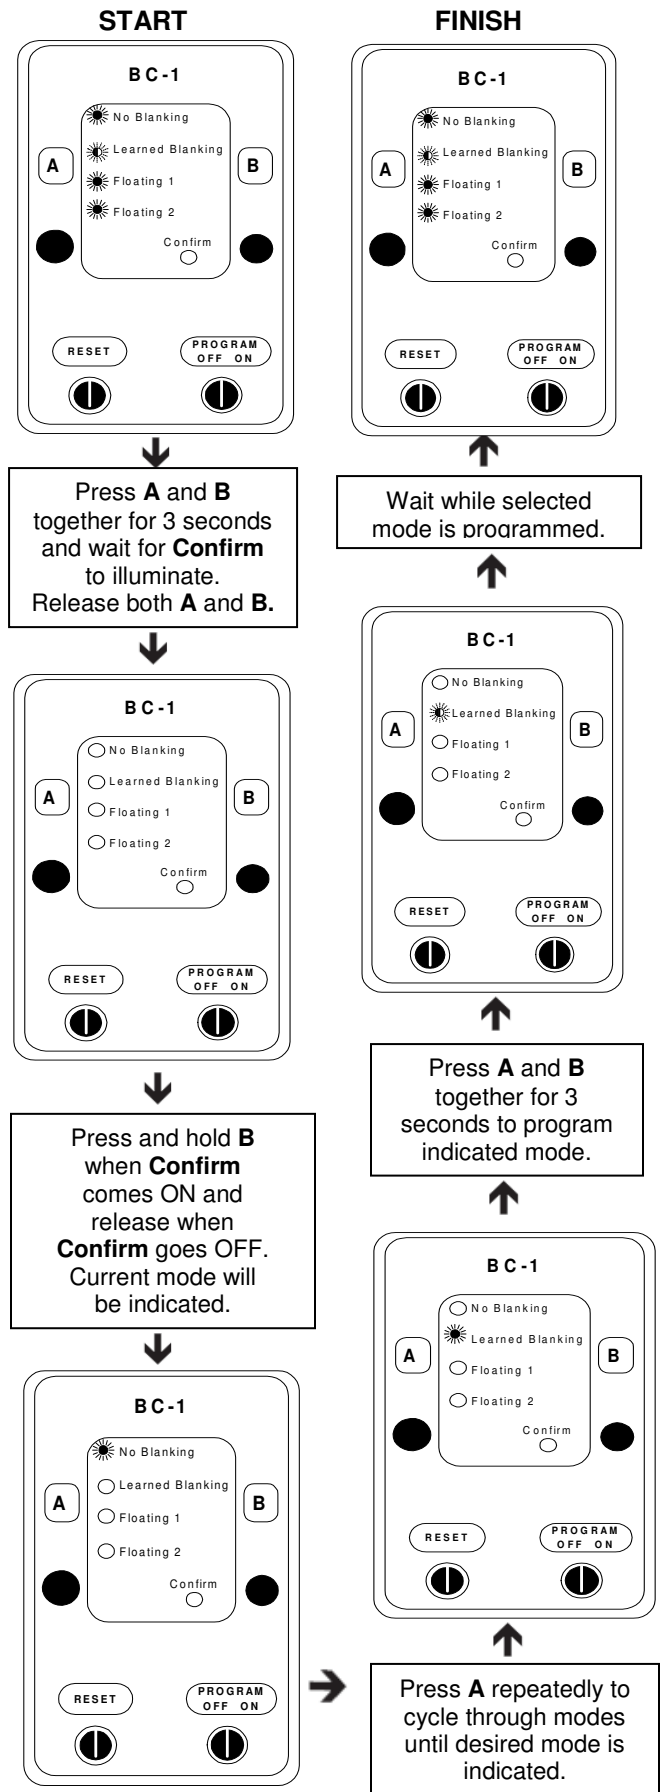 START
BC-1
No Blanking
Learned Blanking
A
B
Floating 1
Floating 2
Confirm
RESET
PROGRAM
OFF ON
Press A and B
together for 3 seconds
and wait for Confirm
to illuminate.
Release both A and B.
BC-1
No Blanking
Learned Blanking
A
B
Floating 1
Floating 2
Confirm
RESET
PROGRAM
OFF ON
Press and hold B
when Confirm
comes ON and
release when
Confirm goes OFF.
Current mode will
be indicated.
BC-1
No Blanking
Learned Blanking
A
B
Floating 1
Floating 2
Confirm
RESET
PROGRAM
OFF ON
Press A repeatedly to
cycle through modes
until desired mode is
indicated.
BC-1
No Blanking
Learned Blanking
A
B
Floating 1
Floating 2
Confirm
RESET
PROGRAM
OFF ON
Press A and B
together for 3
seconds to program
indicated mode.
BC-1
No Blanking
Learned Blanking
A
B
Floating 1
Floating 2
Confirm
RESET
PROGRAM
OFF ON
Wait while selected
mode is programmed.
FINISH
BC-1
No Blanking
Learned Blanking
A
B
Floating 1
Floating 2
Confirm
RESET
PROGRAM
OFF ON